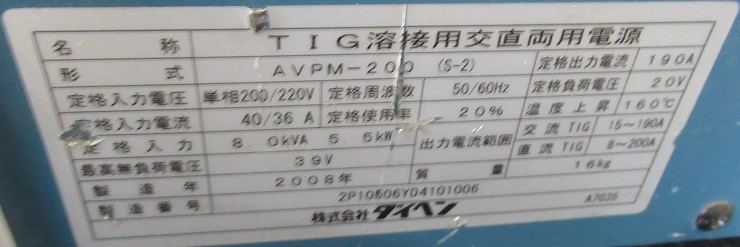 名称 TIG溶接用交直両用電源
形式 AVPM-200 (S-2) 定格出力電流 190A
定格入力電圧 単相200/220V 定格周波数 50/60Hz 定格負荷電圧 20V
定格入力電流 40/36 A 定格使用率 20% 温度上昇 160℃
定格入力 8.0kVA 5.5kW 出力電流範囲 交流TIG 15~190A
最高無負荷電圧 39V 直流TIG 8~200A
製造年 2008年 質量 16kg
製造番号 2P10606YD4101006
株式会社ダイヘン A7035